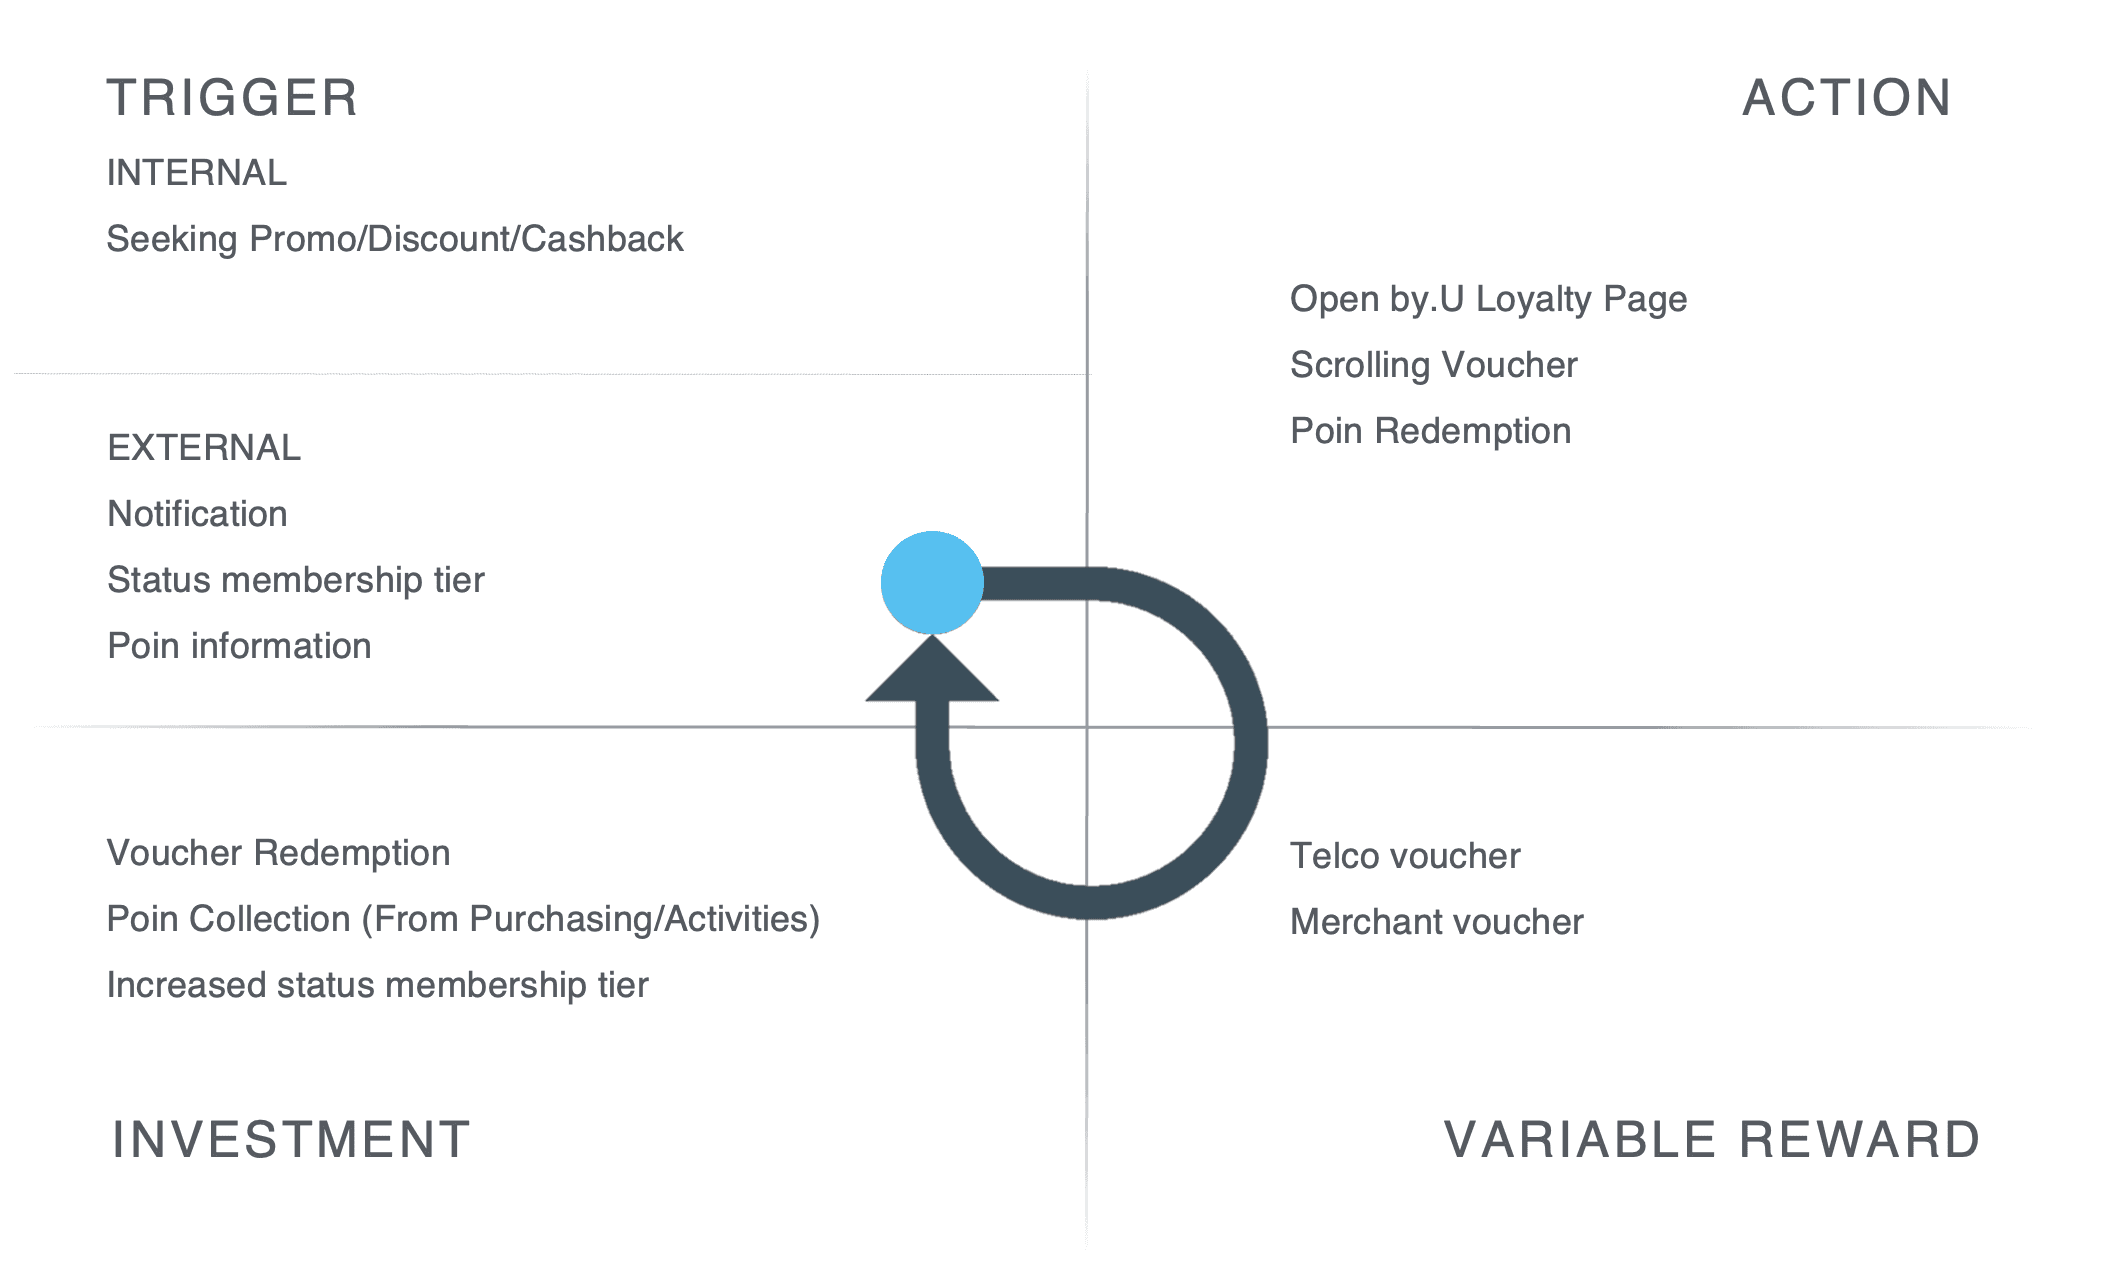 TRIGGER
INTERNAL
Seeking Promo/Discount/Cashback
EXTERNAL
Notification
Status membership tier
Poin information
ACTION
Open by.U Loyalty Page
Scrolling Voucher
Poin Redemption
Voucher Redemption
Poin Collection (From Purchasing/Activities)
Increased status membership tier
INVESTMENT
Telco voucher
Merchant voucher
VARIABLE REWARD